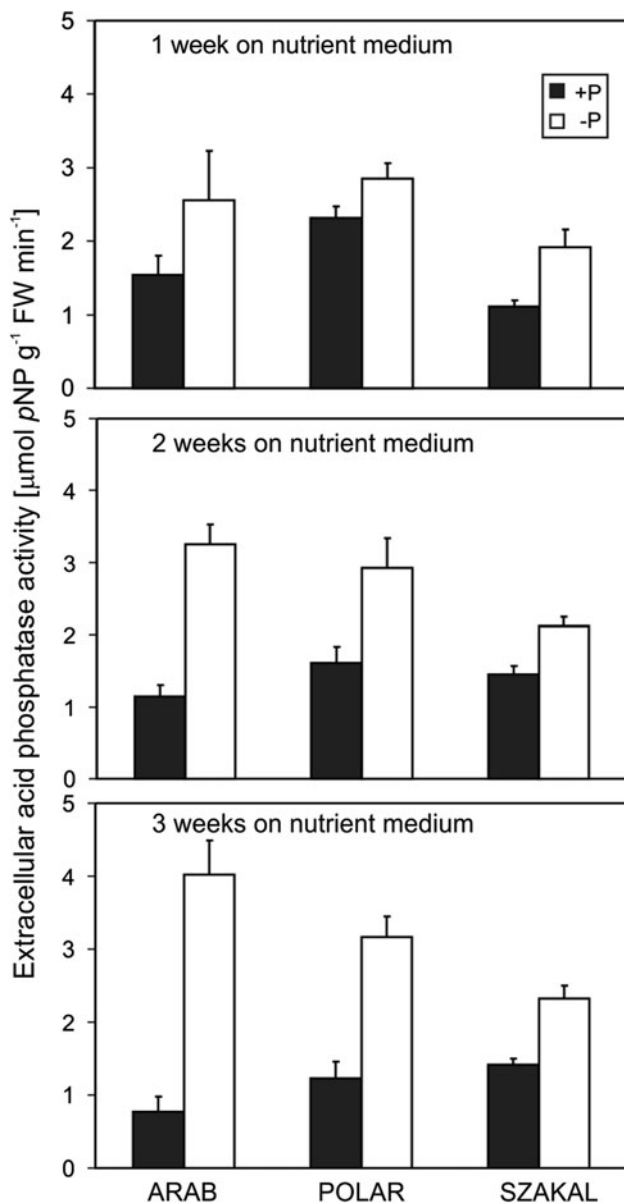 Extracellular acid phosphatase activity [µmol pNP g⁻¹ FW min⁻¹]
1 week on nutrient medium
+P
-P
5
4
3
2
1
0
2 weeks on nutrient medium
5
4
3
2
1
0
3 weeks on nutrient medium
5
4
3
2
1
0
ARAB POLAR SZAKAL